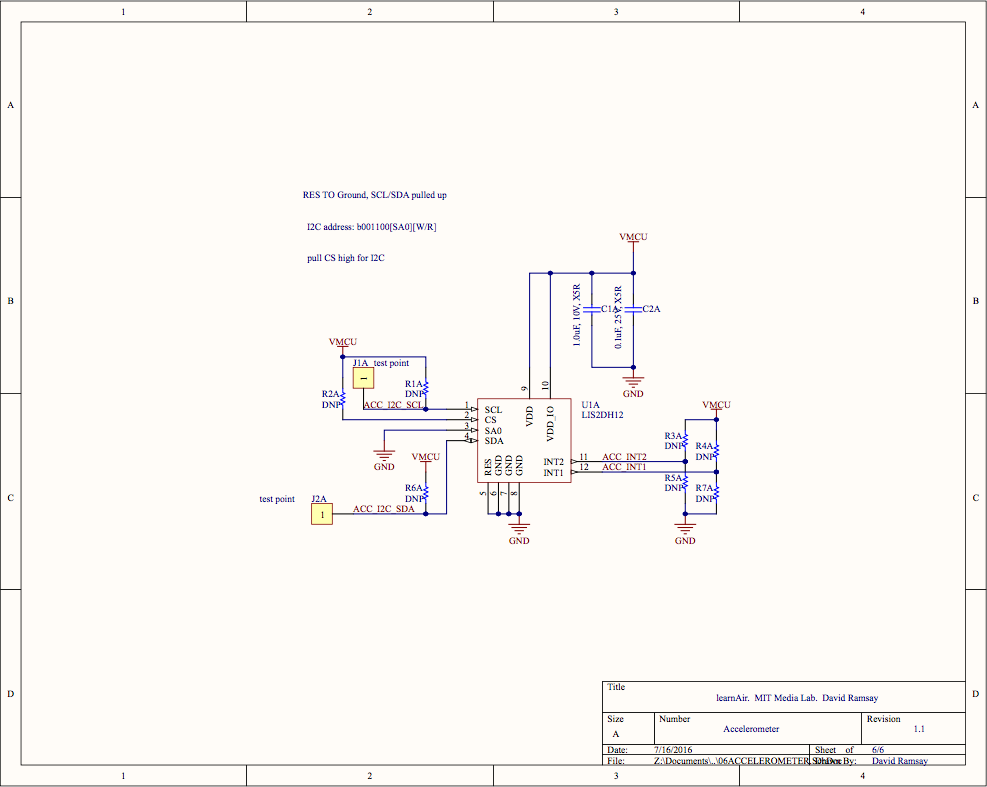 1 2 3 4
A A
RES TO Ground, SCL/SDA pulled up
I2C address: b001100[SA0][W/R]
pull CS high for I2C
VMCU
B B
1.0uF, 10V, X5R
C1A
0.1uF, 25V, X5R
C2A
GND
VMCU
J1A test point
1
R2A
DNP
R1A
DNP
ACC_I2C_SCL
1
2
3
4
SCL
CS
SA0
SDA
9
10
VDD
VDD_IO
U1A
LIS2DH12
RES
GND
GND
GND
5
6
7
8
INT2
INT1
11 ACC_INT2
12 ACC_INT1
GND
VMCU
R6A
DNP
test point
J2A
1
ACC_I2C_SDA
GND
VMCU
R3A
DNP
R4A
DNP
R5A
DNP
R7A
DNP
GND
C C
D D
Title
learnAir. MIT Media Lab. David Ramsay
Size
A
Number
Accelerometer
Revision
1.1
Date: 7/16/2016 Sheet of 6/6
File: Z:\Documents\..\06ACCELEROMETER. By: David Ramsay
1 2 3 4